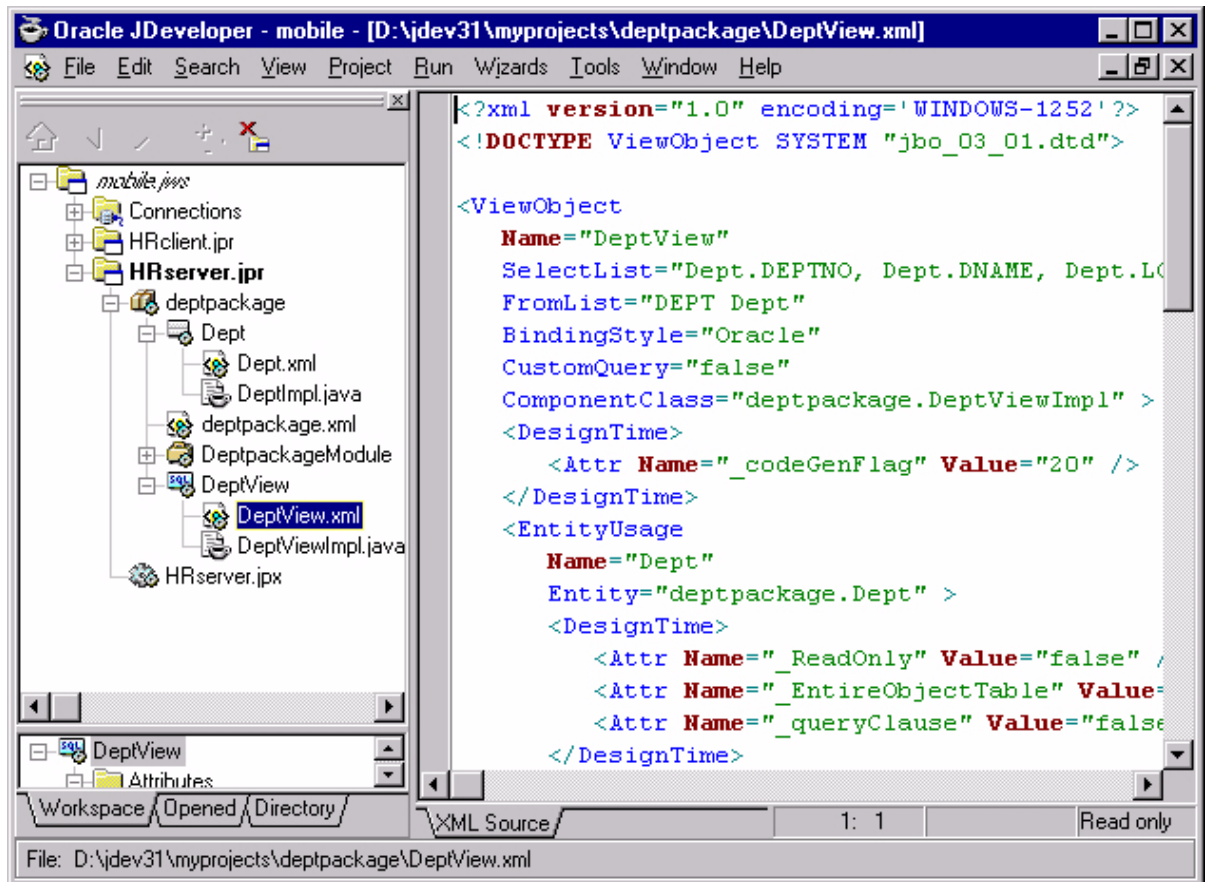 Oracle JDeveloper - mobile - [D:\jdev31\myprojects\deptpackage\DeptView.xml]
File Edit Search View Project Run Wizards Tools Window Help
mobile.jws
Connections
HRclient.jpr
HRserver.jpr
deptpackage
Dept
Dept.xml
DeptImpl.java
deptpackage.xml
DeptpackageModule
DeptView
DeptView.xml
DeptViewImpl.java
HRserver.jpx
DeptView
Attributes
Workspace Opened Directory
<?xml version="1.0" encoding='WINDOWS-1252'?>
<!DOCTYPE ViewObject SYSTEM "jbo_03_01.dtd">
<ViewObject
Name="DeptView"
SelectList="Dept.DEPTNO, Dept.DNAME, Dept.LO
FromList="DEPT Dept"
BindingStyle="Oracle"
CustomQuery="false"
ComponentClass="deptpackage.DeptViewImpl" >
<DesignTime>
<Attr Name="_codeGenFlag" Value="20" />
</DesignTime>
<EntityUsage
Name="Dept"
Entity="deptpackage.Dept" >
<DesignTime>
<Attr Name="_ReadOnly" Value="false" /
<Attr Name="_EntireObjectTable" Value=
<Attr Name="_queryClause" Value="false
</DesignTime>
XML Source 1: 1 Read only
File: D:\jdev31\myprojects\deptpackage\DeptView.xml